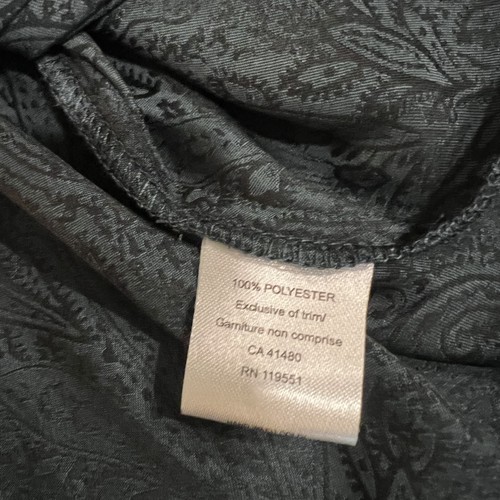 100% POLYESTER
Exclusive of trim/
Garniture non comprise
CA 41480
RN 119551